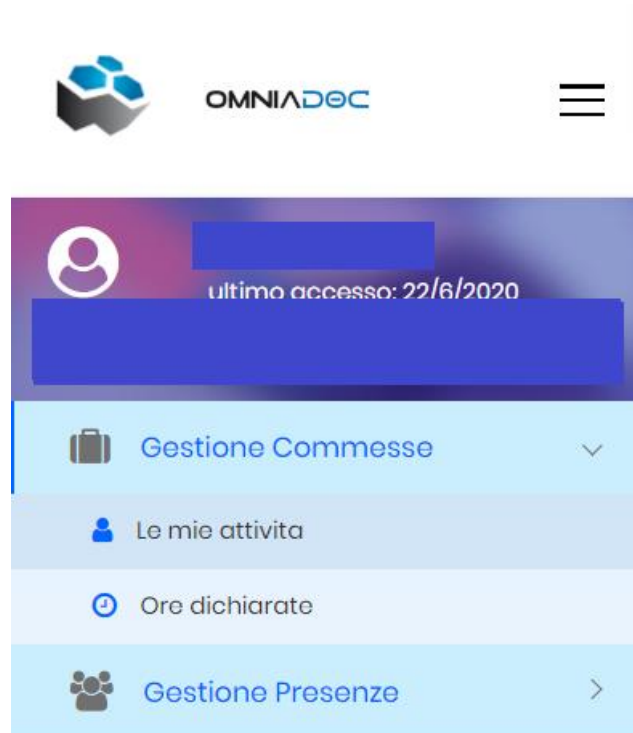 OMNIADOC
ultimo accesso: 22/6/2020
Gestione Commesse
Le mie attivita
Ore dichiarate
Gestione Presenze